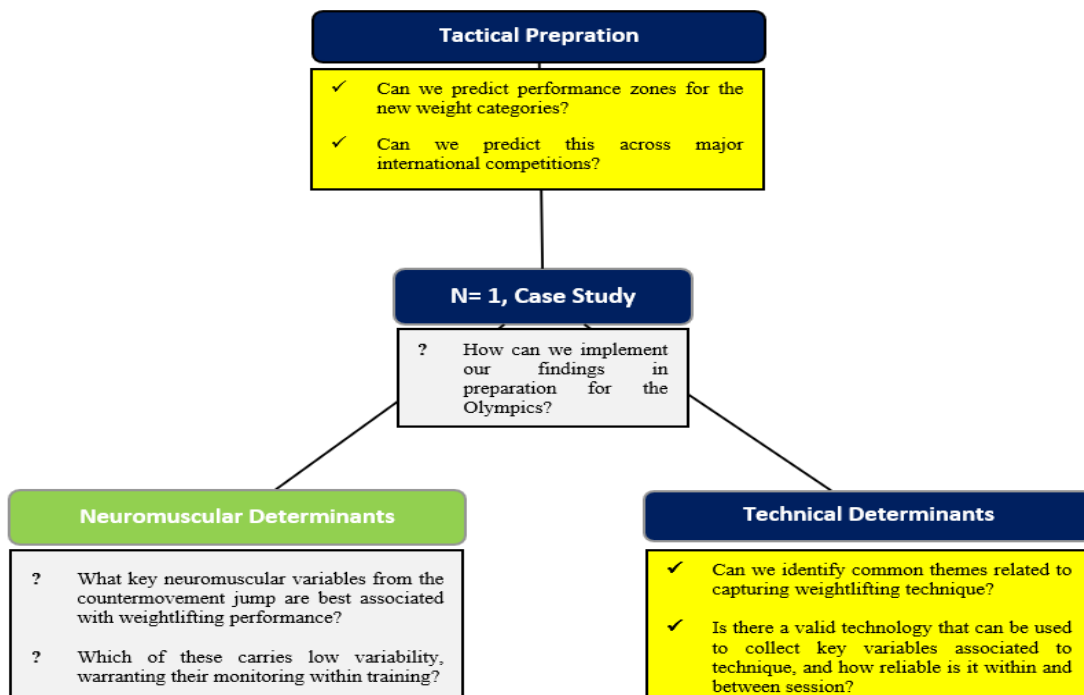 Tactical Prepration
✓ Can we predict performance zones for the
new weight categories?
✓ Can we predict this across major
international competitions?
N= 1, Case Study
? How can we implement
our findings in
preparation for the
Olympics?
Neuromuscular Determinants
? What key neuromuscular variables from the
countermovement jump are best associated
with weightlifting performance?
? Which of these carries low variability,
warranting their monitoring within training?
Technical Determinants
✓ Can we identify common themes related to
capturing weightlifting technique?
✓ Is there a valid technology that can be used
to collect key variables associated to
technique, and how reliable is it within and
between session?